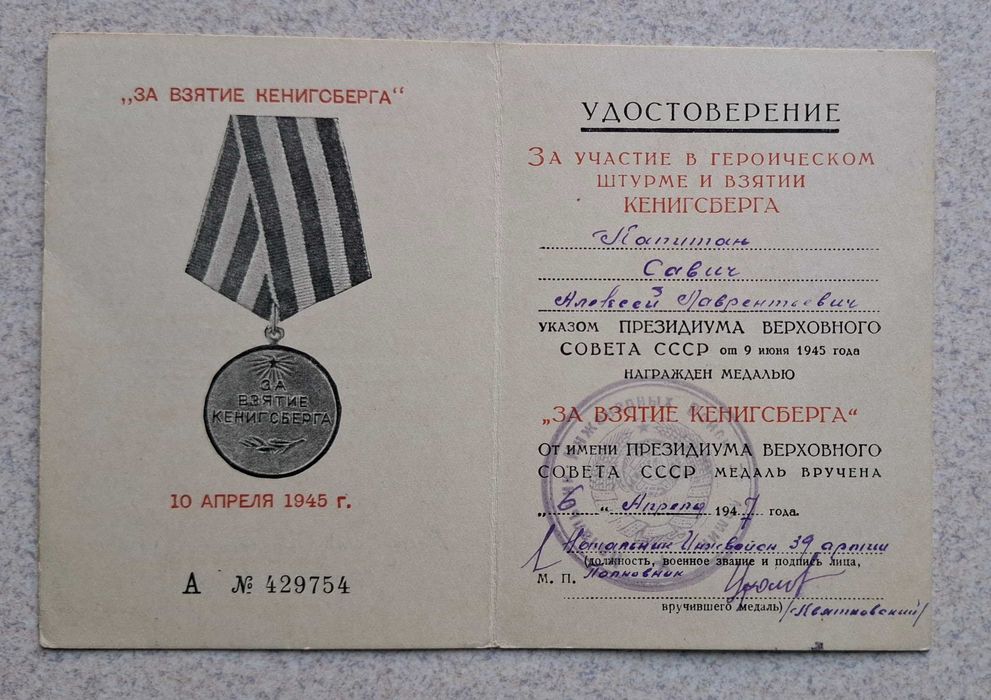 „ЗА ВЗЯТИЕ КЕНИГСБЕРГА“
ЗА
ВЗЯТИЕ
КЕНИГСБЕРГА
10 АПРЕЛЯ 1945 г.
А № 429754
УДОСТОВЕРЕНИЕ
ЗА УЧАСТИЕ В ГЕРОИЧЕСКОМ
ШТУРМЕ И ВЗЯТИИ
КЕНИГСБЕРГА
Капитан
Савич
Алексей Лаврентьевич
УКАЗОМ ПРЕЗИДИУМА ВЕРХОВНОГО
СОВЕТА СССР от 9 июня 1945 года
НАГРАЖДЕН МЕДАЛЬЮ
„ЗА ВЗЯТИЕ КЕНИГСБЕРГА“
ОТ ИМЕНИ ПРЕЗИДИУМА ВЕРХОВНОГО
СОВЕТА СССР МЕДАЛЬ ВРУЧЕНА
„6“ Апреля 1947 года.
Начальник Инжвойск 39 армии
(должность, военное звание и подпись лица,
М. П. Полковник
вручившего медаль)